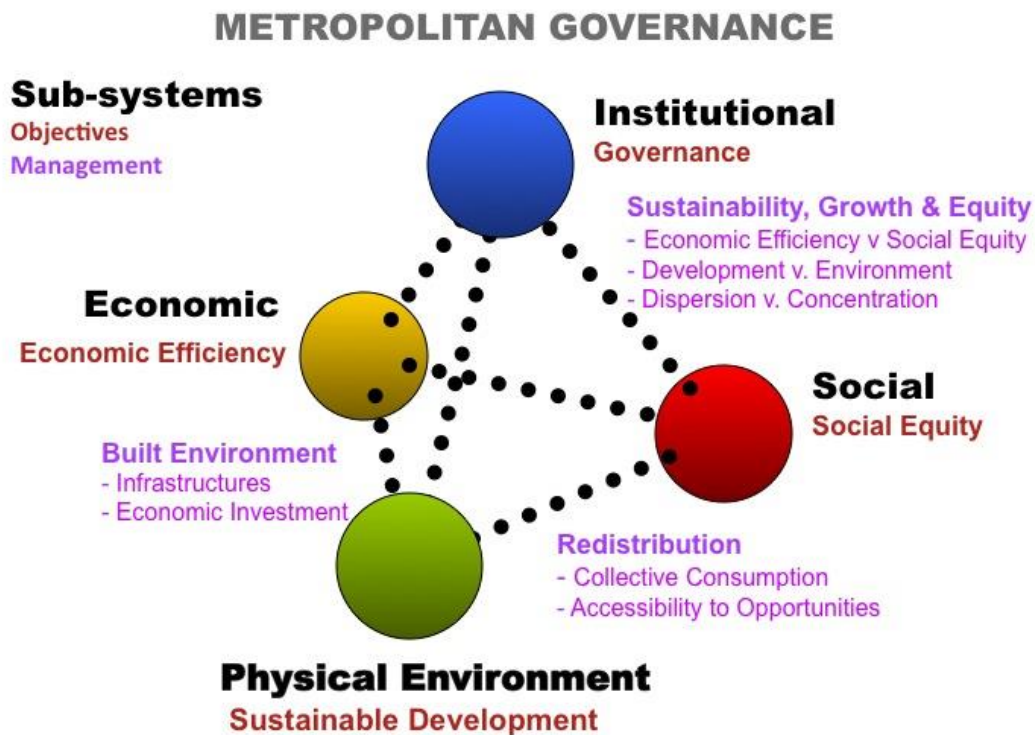 METROPOLITAN GOVERNANCE
Sub-systems
Objectives
Management
Institutional
Governance
Sustainability, Growth & Equity
- Economic Efficiency v Social Equity
- Development v. Environment
- Dispersion v. Concentration
Economic
Economic Efficiency
Social
Social Equity
Built Environment
- Infrastructures
- Economic Investment
Redistribution
- Collective Consumption
- Accessibility to Opportunities
Physical Environment
Sustainable Development